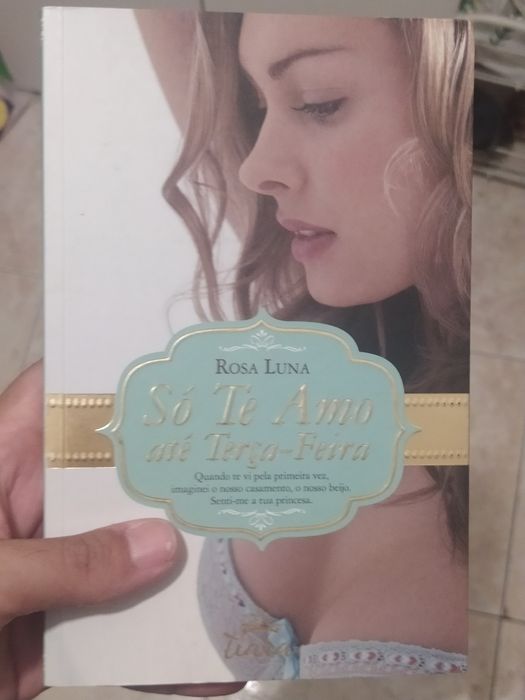 ROSA LUNA
Só Te Amo
até Terça-Feira
Quando te vi pela primeira vez,
imaginei o nosso casamento, o nosso beijo.
Senti-me a tua princesa.